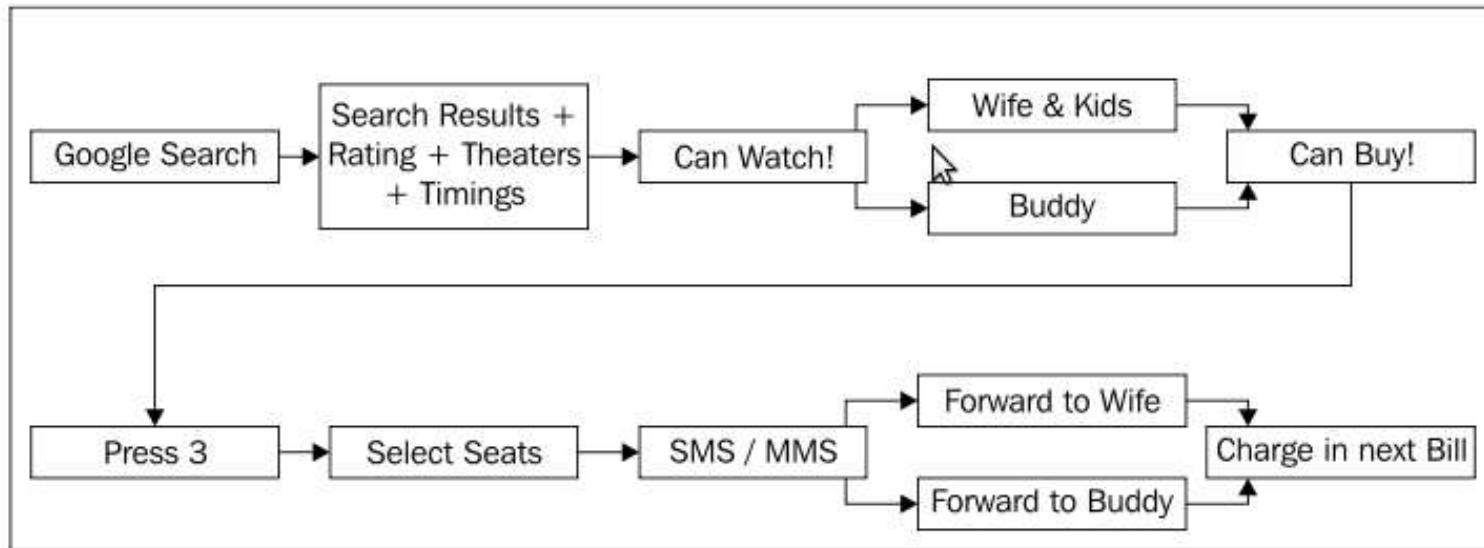 Google Search
Search Results +
Rating + Theaters
+ Timings
Can Watch!
Wife & Kids
Buddy
Can Buy!
Press 3
Select Seats
SMS / MMS
Forward to Wife
Forward to Buddy
Charge in next Bill